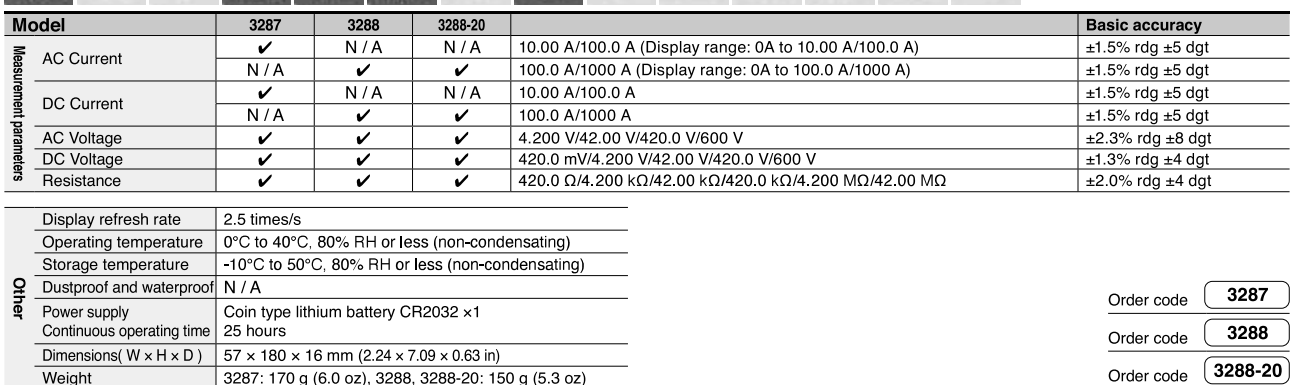 Model 3287 3288 3288-20 Basic accuracy
Measurement parameters
AC Current ✔ N / A N / A 10.00 A/100.0 A (Display range: 0A to 10.00 A/100.0 A) ±1.5% rdg ±5 dgt
N / A ✔ ✔ 100.0 A/1000 A (Display range: 0A to 100.0 A/1000 A) ±1.5% rdg ±5 dgt
DC Current ✔ N / A N / A 10.00 A/100.0 A ±1.5% rdg ±5 dgt
N / A ✔ ✔ 100.0 A/1000 A ±1.5% rdg ±5 dgt
AC Voltage ✔ ✔ ✔ 4.200 V/42.00 V/420.0 V/600 V ±2.3% rdg ±8 dgt
DC Voltage ✔ ✔ ✔ 420.0 mV/4.200 V/42.00 V/420.0 V/600 V ±1.3% rdg ±4 dgt
Resistance ✔ ✔ ✔ 420.0 Ω/4.200 kΩ/42.00 kΩ/420.0 kΩ/4.200 MΩ/42.00 MΩ ±2.0% rdg ±4 dgt
Other
Display refresh rate 2.5 times/s
Operating temperature 0°C to 40°C, 80% RH or less (non-condensating)
Storage temperature -10°C to 50°C, 80% RH or less (non-condensating)
Dustproof and waterproof N / A
Power supply Coin type lithium battery CR2032 ×1
Continuous operating time 25 hours
Dimensions( W × H × D ) 57 × 180 × 16 mm (2.24 × 7.09 × 0.63 in)
Weight 3287: 170 g (6.0 oz), 3288, 3288-20: 150 g (5.3 oz)
Order code 3287
Order code 3288
Order code 3288-20